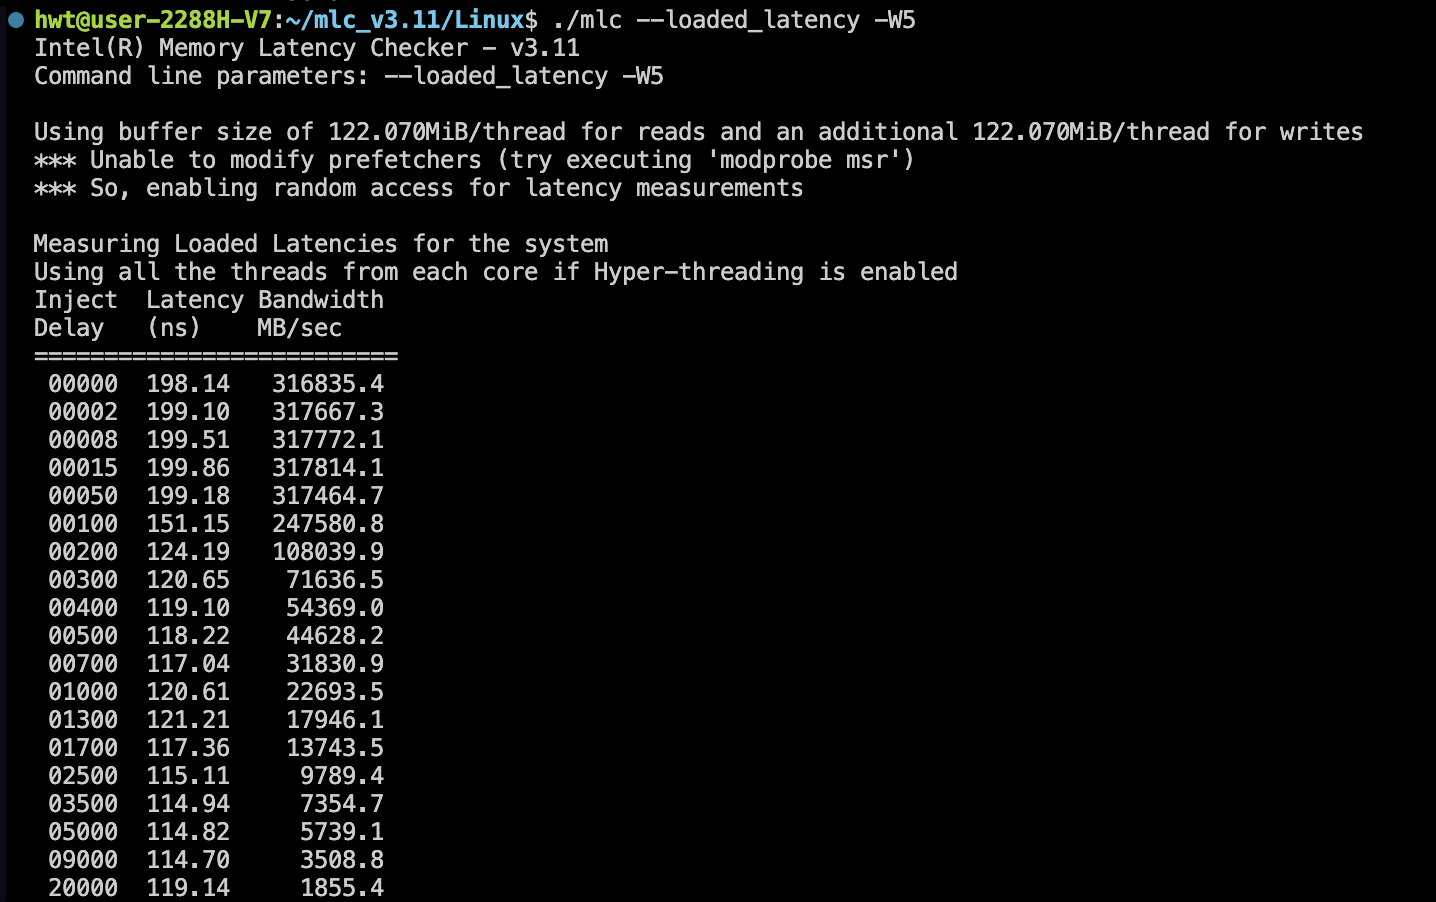 hwt@user-2288H-V7:~/mlc_v3.11/Linux$ ./mlc --loaded_latency -W5
Intel(R) Memory Latency Checker - v3.11
Command line parameters: --loaded_latency -W5
Using buffer size of 122.070MiB/thread for reads and an additional 122.070MiB/thread for writes
*** Unable to modify prefetchers (try executing 'modprobe msr')
*** So, enabling random access for latency measurements
Measuring Loaded Latencies for the system
Using all the threads from each core if Hyper-threading is enabled
Inject  Latency Bandwidth
Delay   (ns)    MB/sec
==========================
 00000  198.14   316835.4
 00002  199.10   317667.3
 00008  199.51   317772.1
 00015  199.86   317814.1
 00050  199.18   317464.7
 00100  151.15   247580.8
 00200  124.19   108039.9
 00300  120.65    71636.5
 00400  119.10    54369.0
 00500  118.22    44628.2
 00700  117.04    31830.9
 01000  120.61    22693.5
 01300  121.21    17946.1
 01700  117.36    13743.5
 02500  115.11     9789.4
 03500  114.94     7354.7
 05000  114.82     5739.1
 09000  114.70     3508.8
 20000  119.14     1855.4